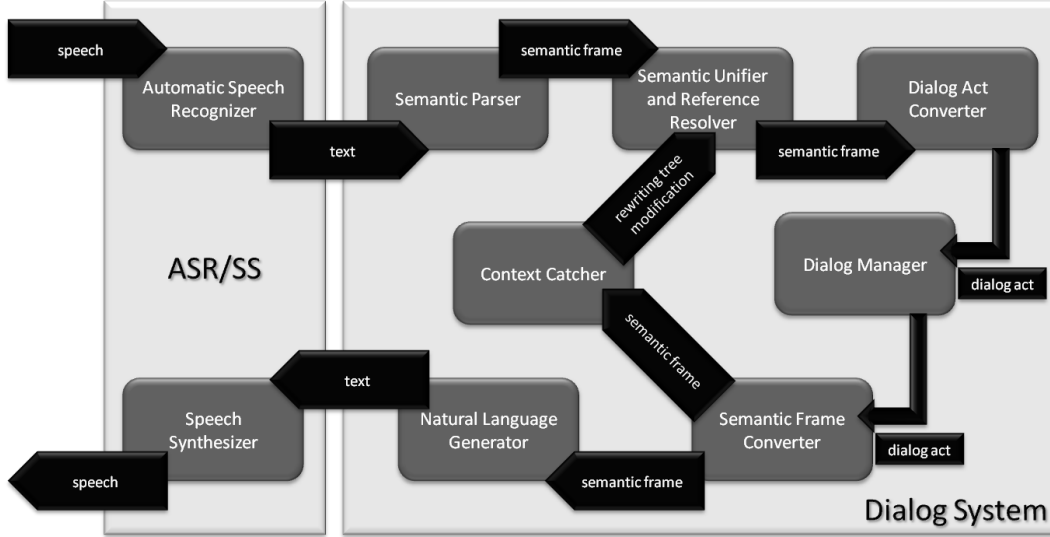 speech
semantic frame
Automatic Speech
Recognizer
Semantic Parser
Semantic Unifier
and Reference
Resolver
Dialog Act
Converter
text
semantic frame
rewriting tree
modification
ASR/SS
Context Catcher
Dialog Manager
dialog act
semantic frame
text
Speech
Synthesizer
Natural Language
Generator
Semantic Frame
Converter
dialog act
speech
semantic frame
Dialog System